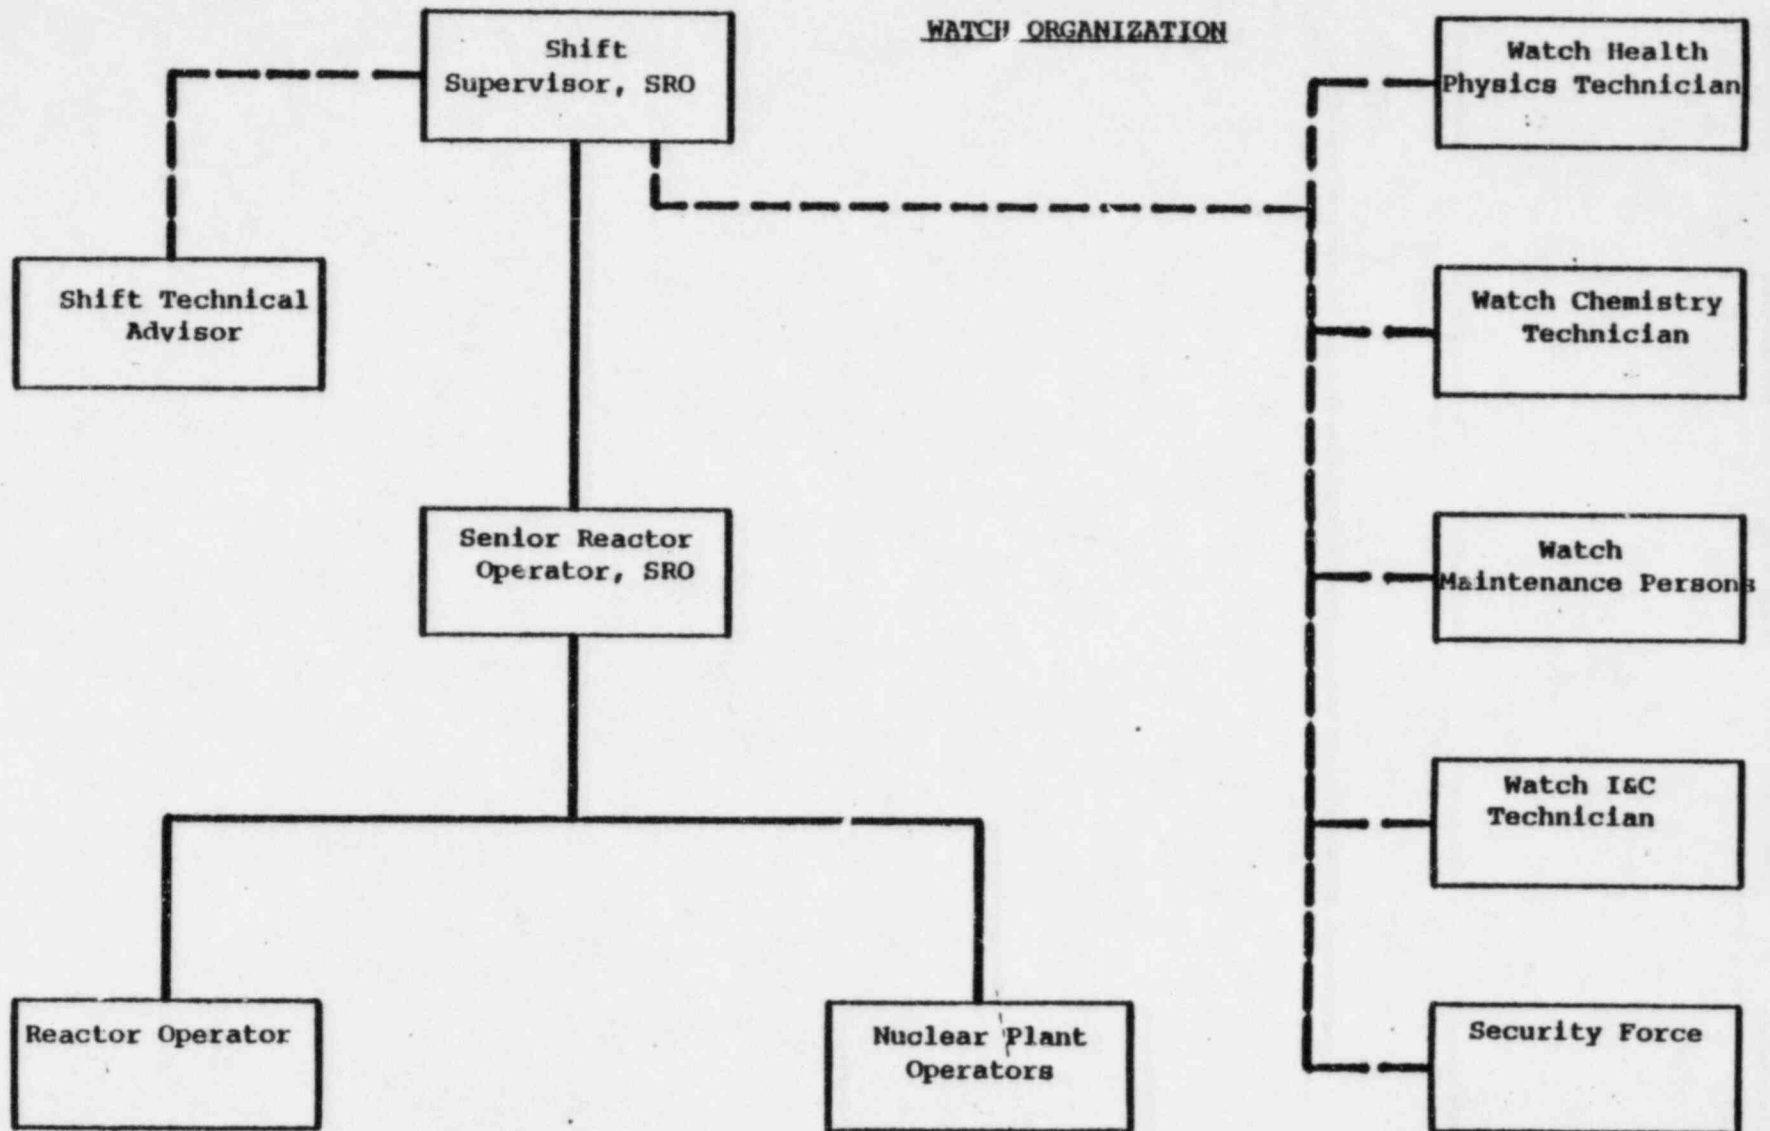 WATCH ORGANIZATION
Shift
Supervisor, SRO
Watch Health
Physics Technician
Shift Technical
Advisor
Watch Chemistry
Technician
Senior Reactor
Operator, SRO
Watch
Maintenance Persons
Watch I&C
Technician
Reactor Operator
Nuclear Plant
Operators
Security Force